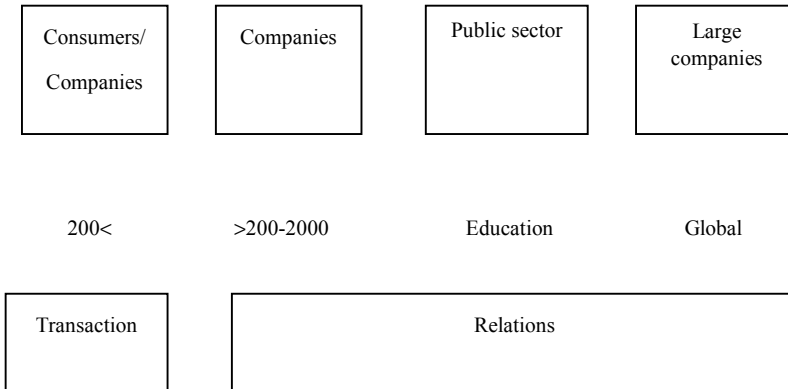 Consumers/
Companies
Companies
Public sector
Large
companies
200<
>200-2000
Education
Global
Transaction
Relations